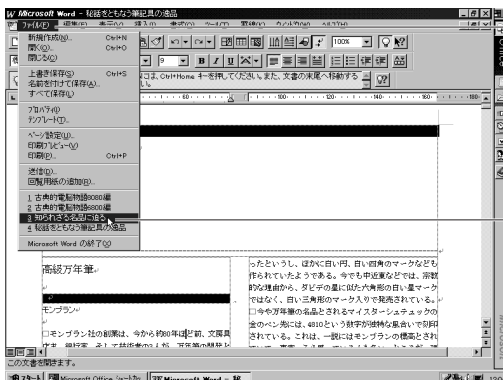 Microsoft Word - 秘話をともなう筆記具の逸品
ファイル(F)
新規作成(N)... Ctrl+N
開く(O)... Ctrl+O
閉じる(C)
上書き保存(S) Ctrl+S
名前を付けて保存(A)...
すべて保存(L)
プロパティ(I)
テンプレート(T)...
ページ設定(U)...
印刷プレビュー(V)
印刷(P)... Ctrl+P
送信(D)...
回覧用紙の追加(R)...
1 古典的電脳物語8080編
2 古典的電脳物語6800編
3 知られざる名品に迫る
4 秘話をともなう筆記具の逸品
Microsoft Word の終了(X)
100%
9
B I U
は、Ctrl+Home キーを押してください。また、文書の末尾へ移動する
高級万年筆
モンブラン
□モンブラン社の創業は、今から約90年ほど前、文房具
ったというし、ほかに白い円、白い四角のマークなども
作られていたようである。今でも中近東などでは、宗教
的な理由から、ダビデの星に似た六角形の白い星マーク
ではなく、白い三角形のマーク入りで発売されている。
□今や万年筆の名品とされるマイスターシュテュックの
金のペン先には、4810という数字が独特な風合いで刻印
されている。これは、一説にはモンブランの標高とされ
この文書を開きます。
スタート
Microsoft Office ショートカッ
Microsoft Word - 秘